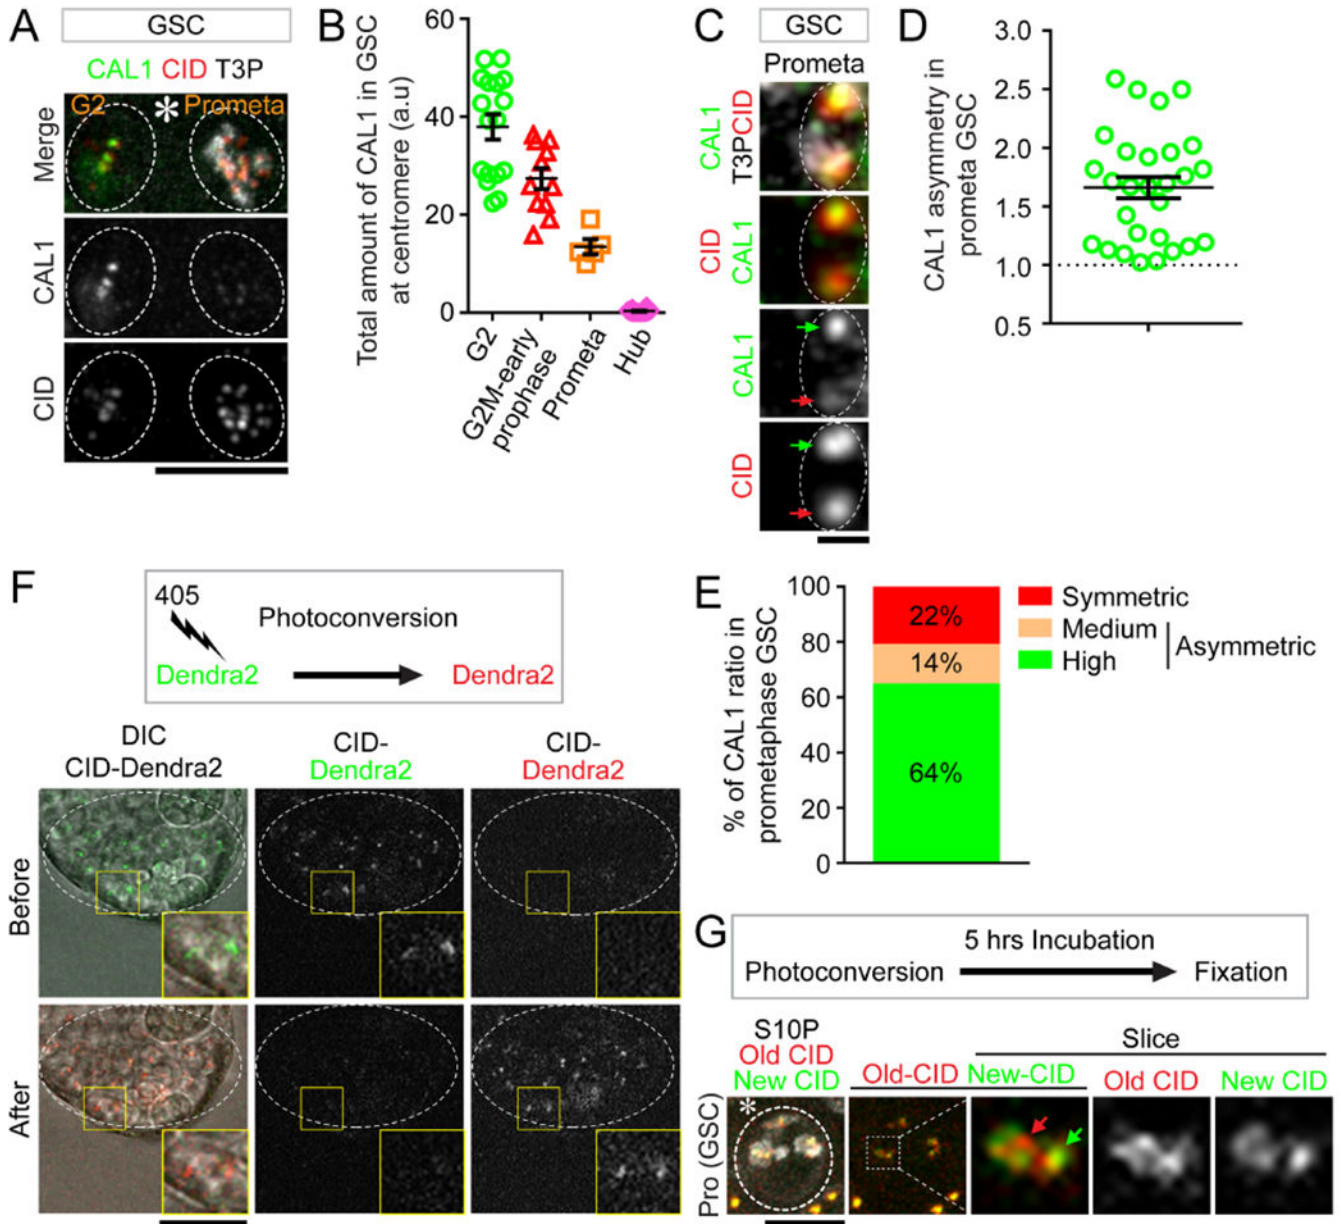 A
GSC
CAL1 CID T3P
G2 * Prometa
Merge
CAL1
CID
B
Total amount of CAL1 in GSC
at centromere (a.u)
60
40
20
0
G2
G2M-early
prophase
Prometa
Hub
C
GSC
Prometa
CAL1
T3PCID
CID
CAL1
CAL1
CID
D
CAL1 asymmetry in
prometa GSC
3.0
2.5
2.0
1.5
1.0
0.5
F
405
Photoconversion
Dendra2
Dendra2
DIC
CID-Dendra2
CID-
Dendra2
CID-
Dendra2
Before
After
E
% of CAL1 ratio in
prometaphase GSC
100
80
60
40
20
0
22%
14%
64%
Symmetric
Medium
High
Asymmetric
G
5 hrs Incubation
Photoconversion
Fixation
S10P
Old CID
New CID
Old-CID New-CID
Slice
Old CID
New CID
*
Pro (GSC)